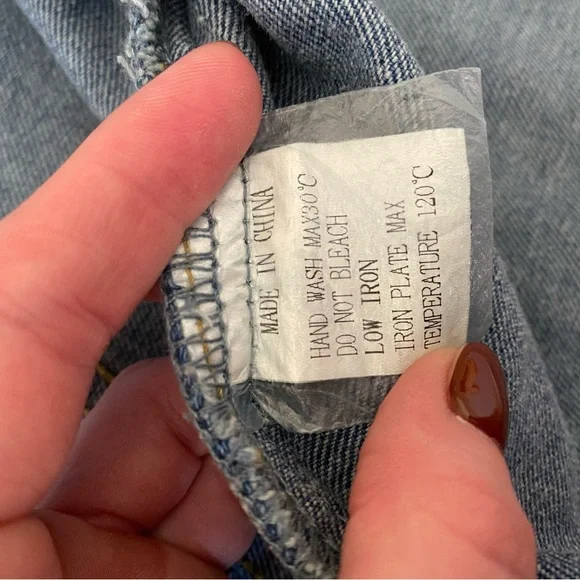 MADE IN CHINA
HAND WASH MAX30°C
DO NOT BLEACH
LOW IRON
IRON PLATE MAX
TEMPERATURE 120°C